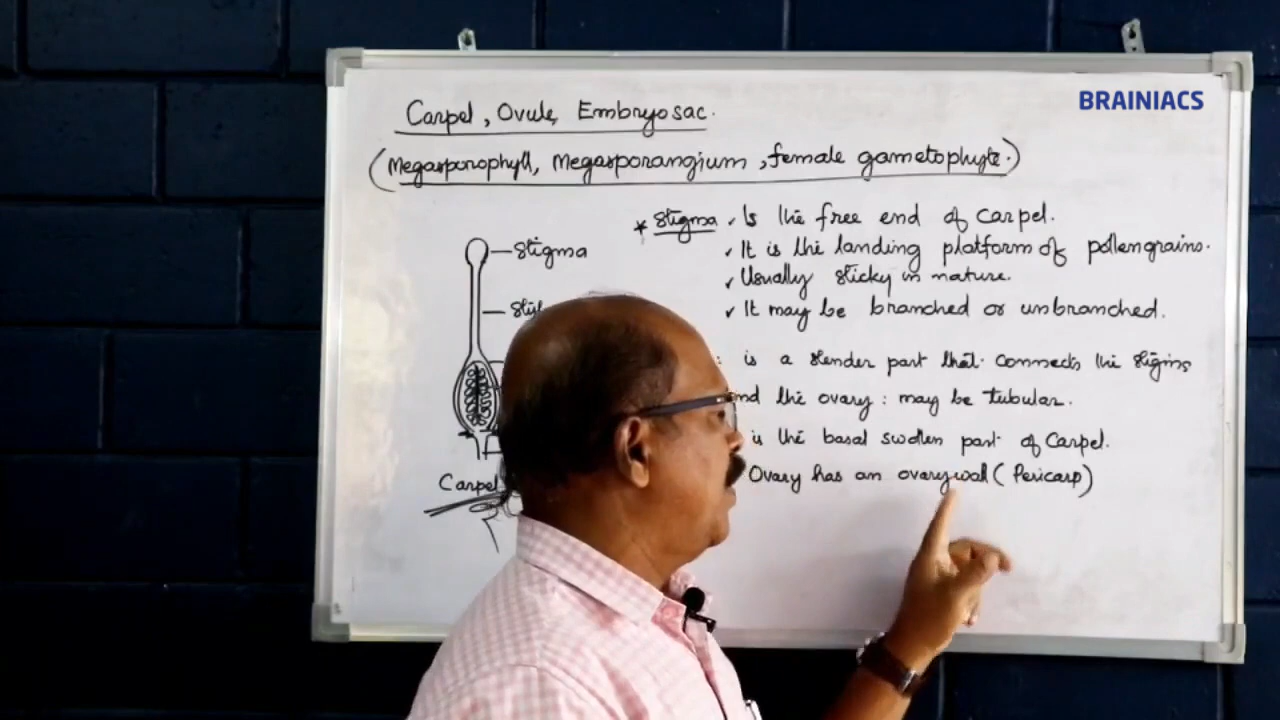 BRAINIACS
Carpel, Ovule, Embryosac.
(Megasporophyll, Megasporangium, female gametophyte.)
* Stigma ✓ Is the free end of carpel.
✓ It is the landing platform of pollengrains.
✓ Usually sticky in nature.
✓ It may be branched or unbranched.
: is a slender part that connects the stigma
nd the ovary : may be tubular.
is the basal swollen part of Carpel.
Ovary has an ovarywall (Pericarp)
Stigma
Carpel